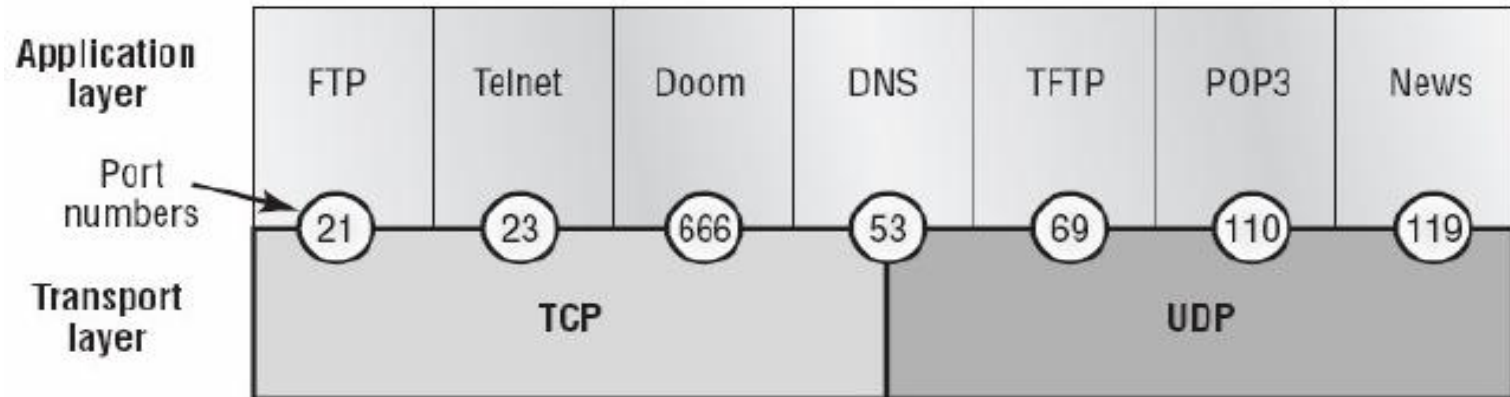 Application
layer
FTP Telnet Doom DNS TFTP POP3 News
Port
numbers
21 23 666 53 69 110 119
Transport
layer
TCP UDP